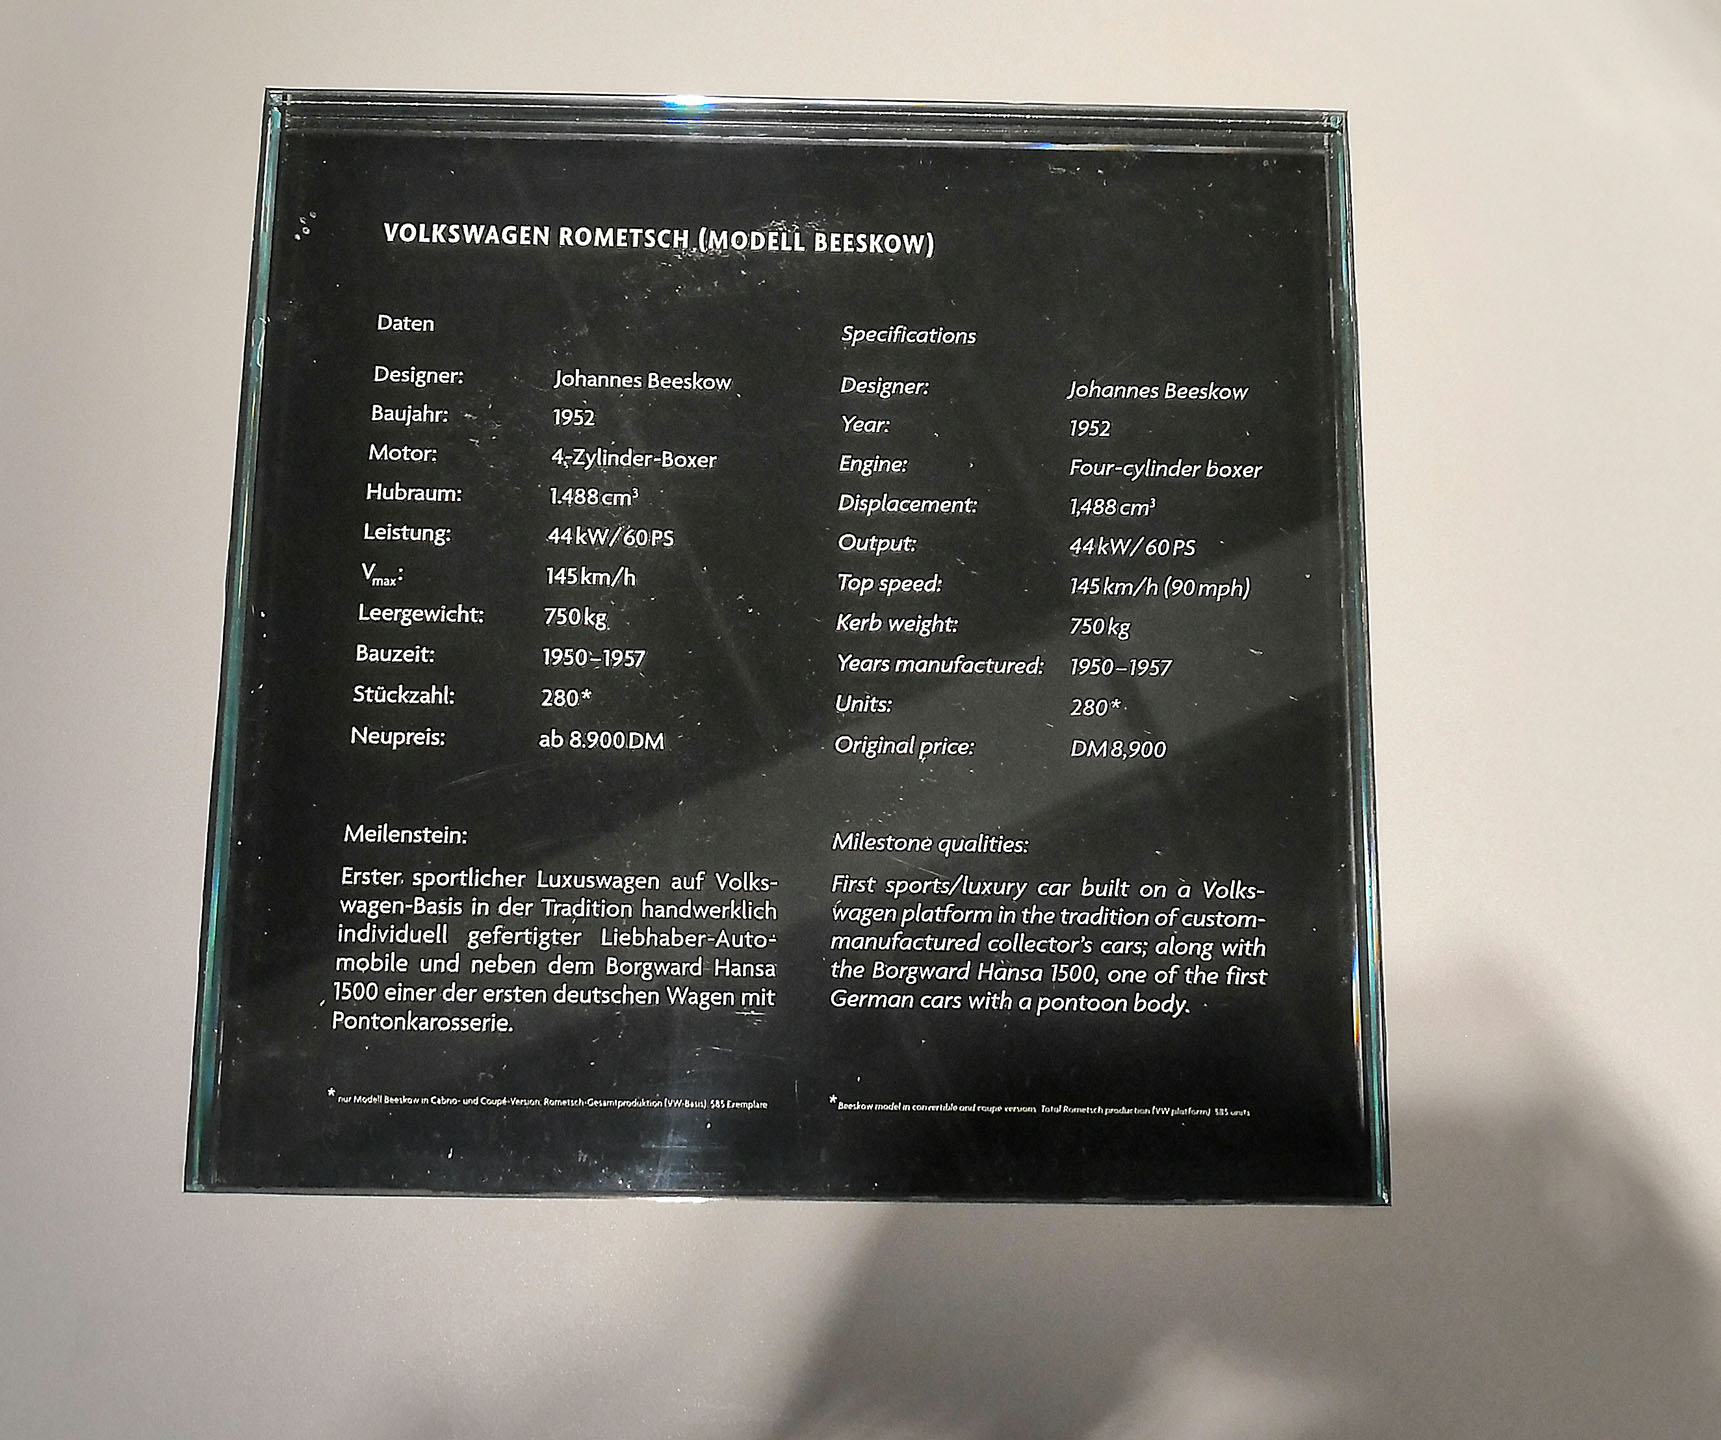 VOLKSWAGEN ROMETSCH (MODELL BEESKOW)
Daten
Designer: Johannes Beeskow
Baujahr: 1952
Motor: 4-Zylinder-Boxer
Hubraum: 1.488 cm³
Leistung: 44 kW/60 PS
Vmax: 145 km/h
Leergewicht: 750 kg
Bauzeit: 1950–1957
Stückzahl: 280*
Neupreis: ab 8.900 DM
Meilenstein:
Erster sportlicher Luxuswagen auf Volks-
wagen-Basis in der Tradition handwerklich
individuell gefertigter Liebhaber-Auto-
mobile und neben dem Borgward Hansa
1500 einer der ersten deutschen Wagen mit
Pontonkarosserie.
* nur Modell Beeskow in Cabrio- und Coupé-Version; Rometsch-Gesamtproduktion (VW-Basis): 585 Exemplare
Specifications
Designer: Johannes Beeskow
Year: 1952
Engine: Four-cylinder boxer
Displacement: 1,488 cm³
Output: 44 kW/60 PS
Top speed: 145 km/h (90 mph)
Kerb weight: 750 kg
Years manufactured: 1950–1957
Units: 280*
Original price: DM 8,900
Milestone qualities:
First sports/luxury car built on a Volks-
wagen platform in the tradition of custom-
manufactured collector's cars; along with
the Borgward Hansa 1500, one of the first
German cars with a pontoon body.
* Beeskow model in convertible and coupé versions. Total Rometsch production (VW platform): 585 units